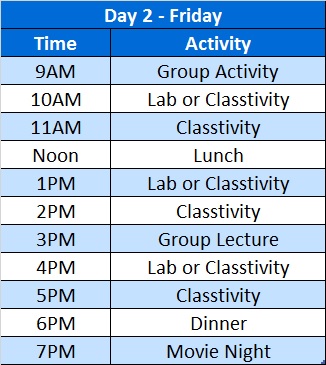 Day 2 - Friday
Time Activity
9AM Group Activity
10AM Lab or Classtivity
11AM Classtivity
Noon Lunch
1PM Lab or Classtivity
2PM Classtivity
3PM Group Lecture
4PM Lab or Classtivity
5PM Classtivity
6PM Dinner
7PM Movie Night